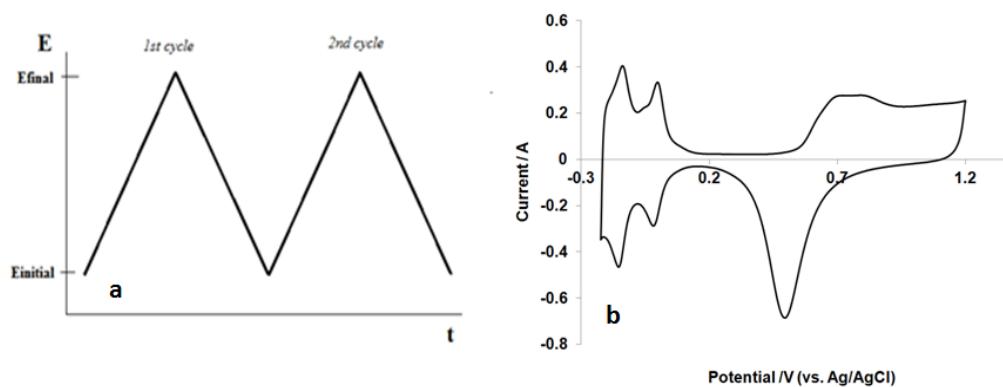 E
1st cycle
2nd cycle
Efinal
Einitial
a
t
0.6
0.4
0.2
0
-0.2
-0.4
-0.6
-0.8
-0.3
0.2
0.7
1.2
Current / A
b
Potential /V (vs. Ag/AgCl)